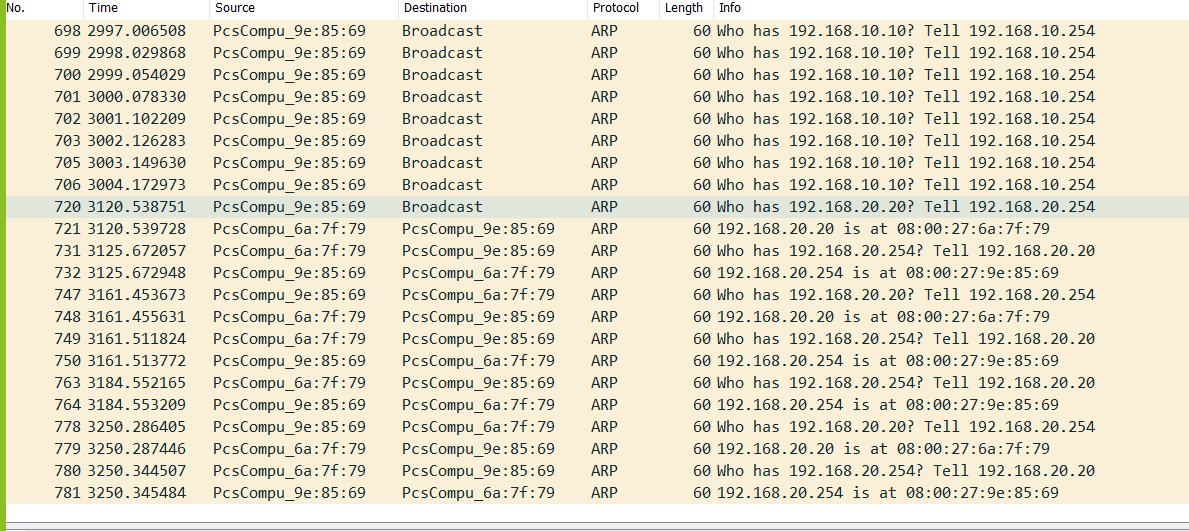 No. Time Source Destination Protocol Length Info
698 2997.006508 PcsCompu_9e:85:69 Broadcast ARP 60 Who has 192.168.10.10? Tell 192.168.10.254
699 2998.029868 PcsCompu_9e:85:69 Broadcast ARP 60 Who has 192.168.10.10? Tell 192.168.10.254
700 2999.054029 PcsCompu_9e:85:69 Broadcast ARP 60 Who has 192.168.10.10? Tell 192.168.10.254
701 3000.078330 PcsCompu_9e:85:69 Broadcast ARP 60 Who has 192.168.10.10? Tell 192.168.10.254
702 3001.102209 PcsCompu_9e:85:69 Broadcast ARP 60 Who has 192.168.10.10? Tell 192.168.10.254
703 3002.126283 PcsCompu_9e:85:69 Broadcast ARP 60 Who has 192.168.10.10? Tell 192.168.10.254
705 3003.149630 PcsCompu_9e:85:69 Broadcast ARP 60 Who has 192.168.10.10? Tell 192.168.10.254
706 3004.172973 PcsCompu_9e:85:69 Broadcast ARP 60 Who has 192.168.10.10? Tell 192.168.10.254
720 3120.538751 PcsCompu_9e:85:69 Broadcast ARP 60 Who has 192.168.20.20? Tell 192.168.20.254
721 3120.539728 PcsCompu_6a:7f:79 PcsCompu_9e:85:69 ARP 60 192.168.20.20 is at 08:00:27:6a:7f:79
731 3125.672057 PcsCompu_6a:7f:79 PcsCompu_9e:85:69 ARP 60 Who has 192.168.20.254? Tell 192.168.20.20
732 3125.672948 PcsCompu_9e:85:69 PcsCompu_6a:7f:79 ARP 60 192.168.20.254 is at 08:00:27:9e:85:69
747 3161.453673 PcsCompu_9e:85:69 PcsCompu_6a:7f:79 ARP 60 Who has 192.168.20.20? Tell 192.168.20.254
748 3161.455631 PcsCompu_6a:7f:79 PcsCompu_9e:85:69 ARP 60 192.168.20.20 is at 08:00:27:6a:7f:79
749 3161.511824 PcsCompu_6a:7f:79 PcsCompu_9e:85:69 ARP 60 Who has 192.168.20.254? Tell 192.168.20.20
750 3161.513772 PcsCompu_9e:85:69 PcsCompu_6a:7f:79 ARP 60 192.168.20.254 is at 08:00:27:9e:85:69
763 3184.552165 PcsCompu_6a:7f:79 PcsCompu_9e:85:69 ARP 60 Who has 192.168.20.254? Tell 192.168.20.20
764 3184.553209 PcsCompu_9e:85:69 PcsCompu_6a:7f:79 ARP 60 192.168.20.254 is at 08:00:27:9e:85:69
778 3250.286405 PcsCompu_9e:85:69 PcsCompu_6a:7f:79 ARP 60 Who has 192.168.20.20? Tell 192.168.20.254
779 3250.287446 PcsCompu_6a:7f:79 PcsCompu_9e:85:69 ARP 60 192.168.20.20 is at 08:00:27:6a:7f:79
780 3250.344507 PcsCompu_6a:7f:79 PcsCompu_9e:85:69 ARP 60 Who has 192.168.20.254? Tell 192.168.20.20
781 3250.345484 PcsCompu_9e:85:69 PcsCompu_6a:7f:79 ARP 60 192.168.20.254 is at 08:00:27:9e:85:69